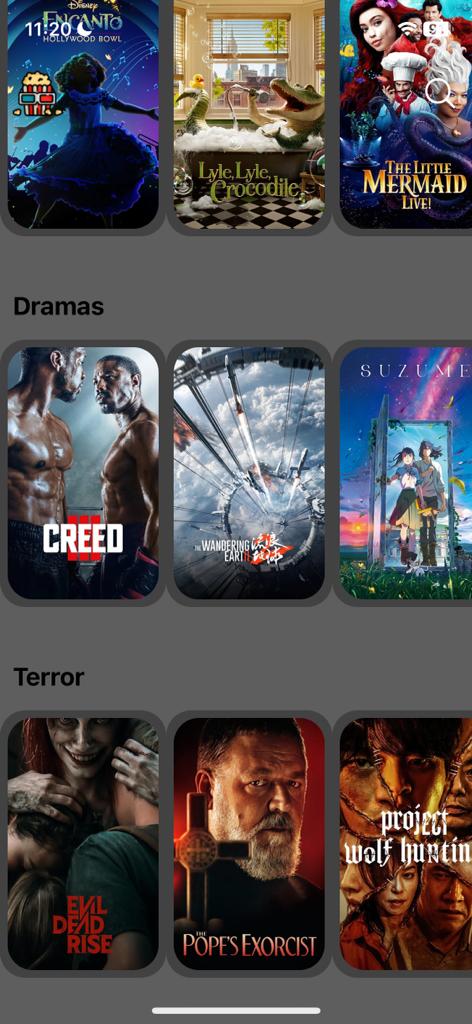 Disney
ENCANTO
11:20
HOLLYWOOD BOWL
Lyle, Lyle,
Crocodile
THE LITTLE
MERMAID
LIVE!
Dramas
CREED
III
THE WANDERING
EARTH II
流浪
地球
SUZUME
Terror
EVIL
DEAD
RISE
THE
POPE'S EXORCIST
project
wolf huntin